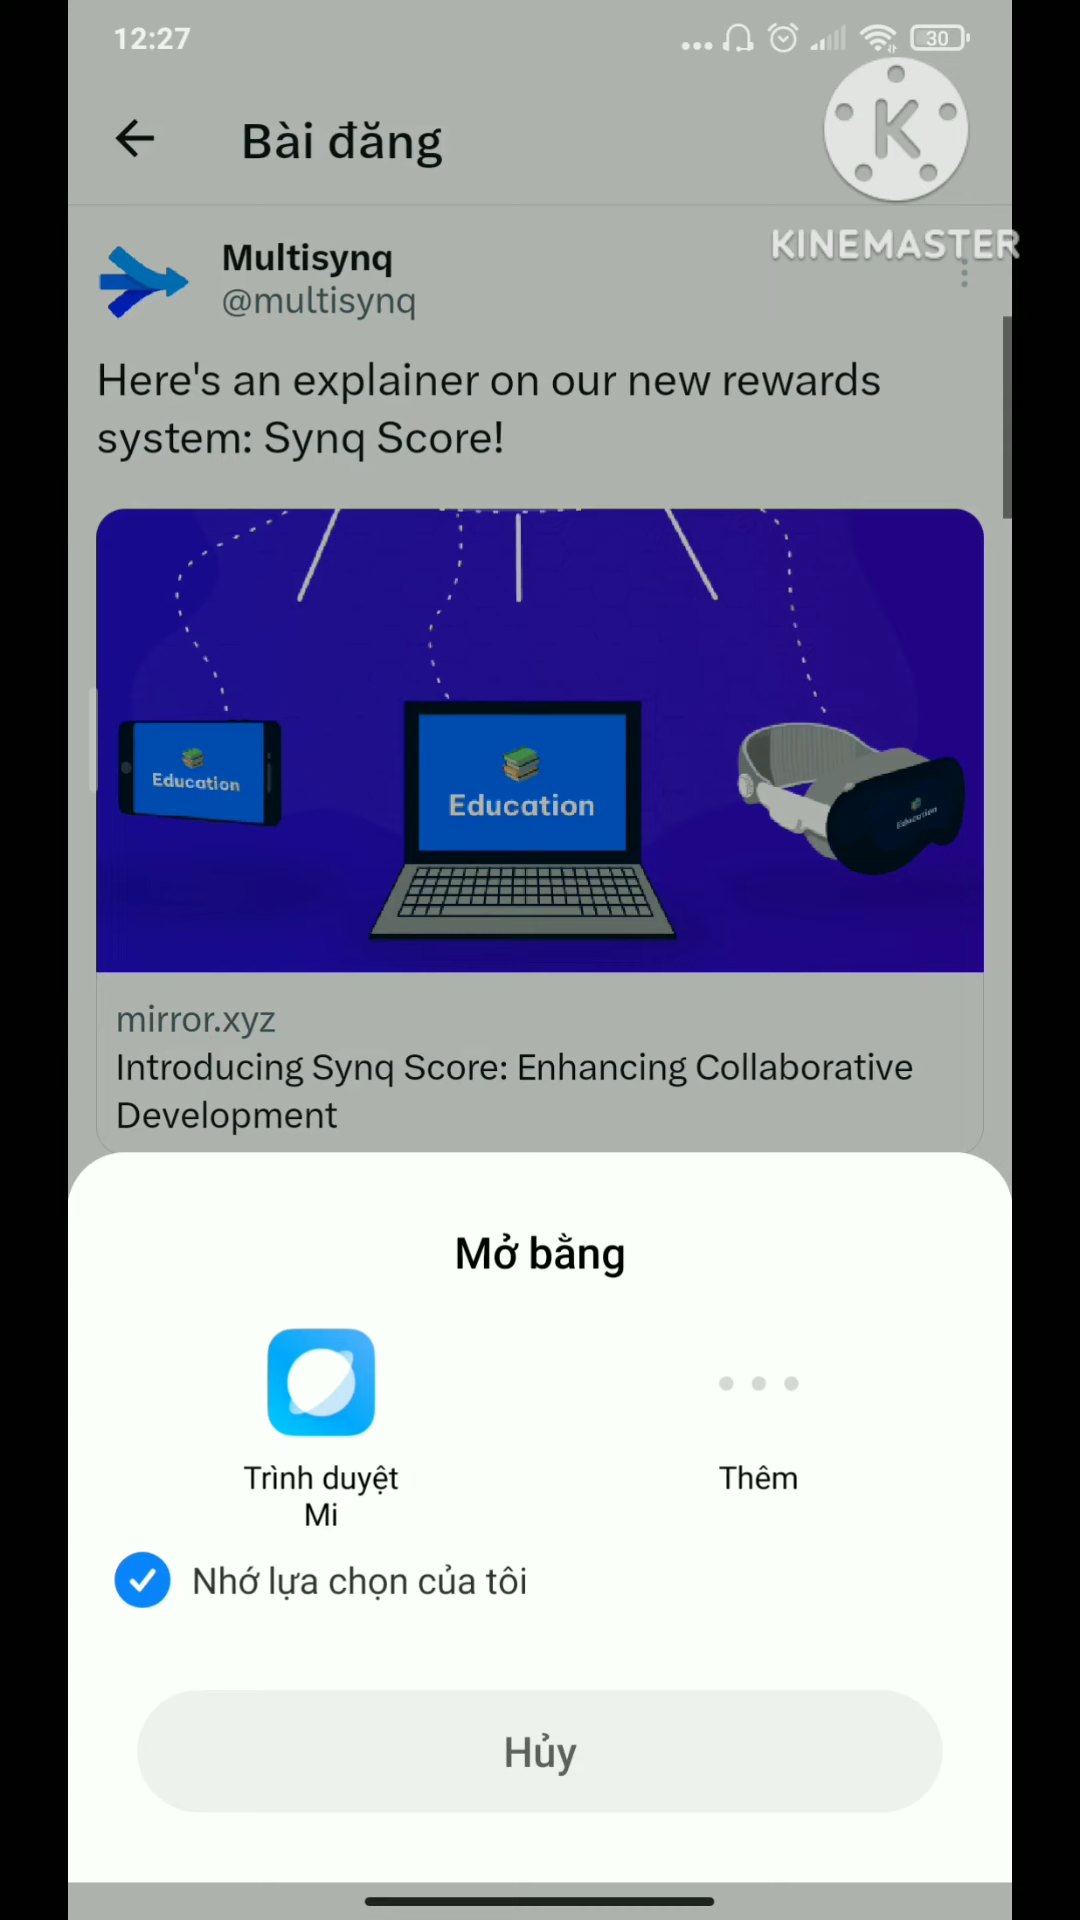 12:27
30
Bài đăng
K
KINEMASTER
Multisynq
@multisynq
Here's an explainer on our new rewards
system: Synq Score!
Education
Education
Education
mirror.xyz
Introducing Synq Score: Enhancing Collaborative
Development
Mở bằng
Trình duyệt
Mi
Thêm
Nhớ lựa chọn của tôi
Hủy